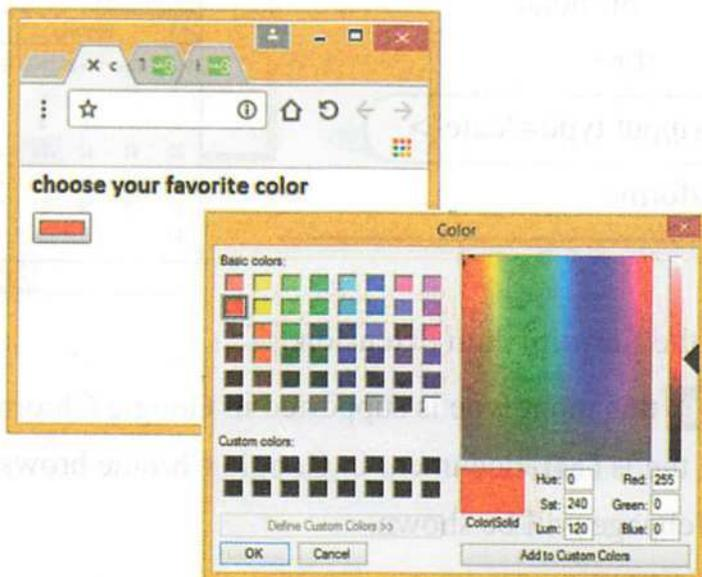 choose your favorite color
Color
Basic colors:
Custom colors:
Define Custom Colors >>
OK Cancel
Color|Solid
Hue: 0
Sat: 240
Lum: 120
Red: 255
Green: 0
Blue: 0
Add to Custom Colors